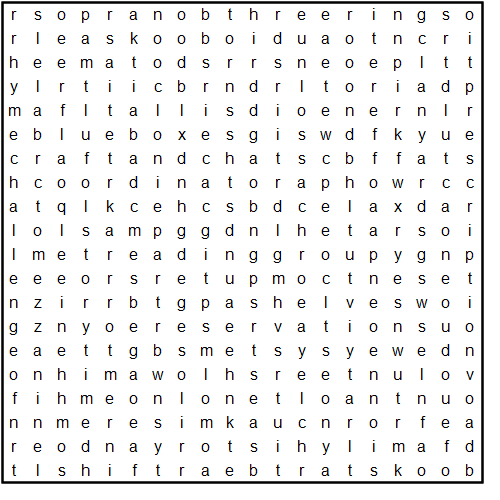 r s o p r a n o b t h r e e r i n g s o
r l e a s k o o b o i d u a o t n c r i
h e e m a t o d s r r s n e o e p l t t
y l r t i i c b r n d r l t o r i a d p
m a f l t a l l i s d i o e n e r n l r
e b l u e b o x e s g i s w d f k y u e
c r a f t a n d c h a t s c b f f a t s
h c o o r d i n a t o r a p h o w r c c
a t q l k c e h c s b d c e l a x d a r
l o l s a m p g g d n l h e t a r s o i
l m e t r e a d i n g g r o u p y g n p
e e e o r s r e t u p m o c t n e s e t
n z i r r b t g p a s h e l v e s w o i
g z n y o e r e s e r v a t i o n s u o
e a e t t g b s m e t s y s y e w e d n
o n h i m a w o l h s r e e t n u l o v
f i h m e o n l o n e t l o a n t n u o
n n m e r e s i m k a u c n r o r f e a
r e o d n a y r o t s i h y l i m a f d
t l s h i f t r a e b t r a t s k o o b